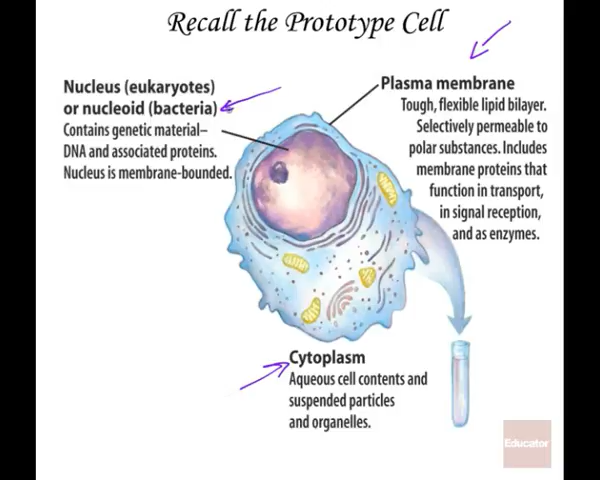 Recall the Prototype Cell
Nucleus (eukaryotes)
or nucleoid (bacteria)
Contains genetic material–
DNA and associated proteins.
Nucleus is membrane-bounded.
Plasma membrane
Tough, flexible lipid bilayer.
Selectively permeable to
polar substances. Includes
membrane proteins that
function in transport,
in signal reception,
and as enzymes.
Cytoplasm
Aqueous cell contents and
suspended particles
and organelles.
Educator